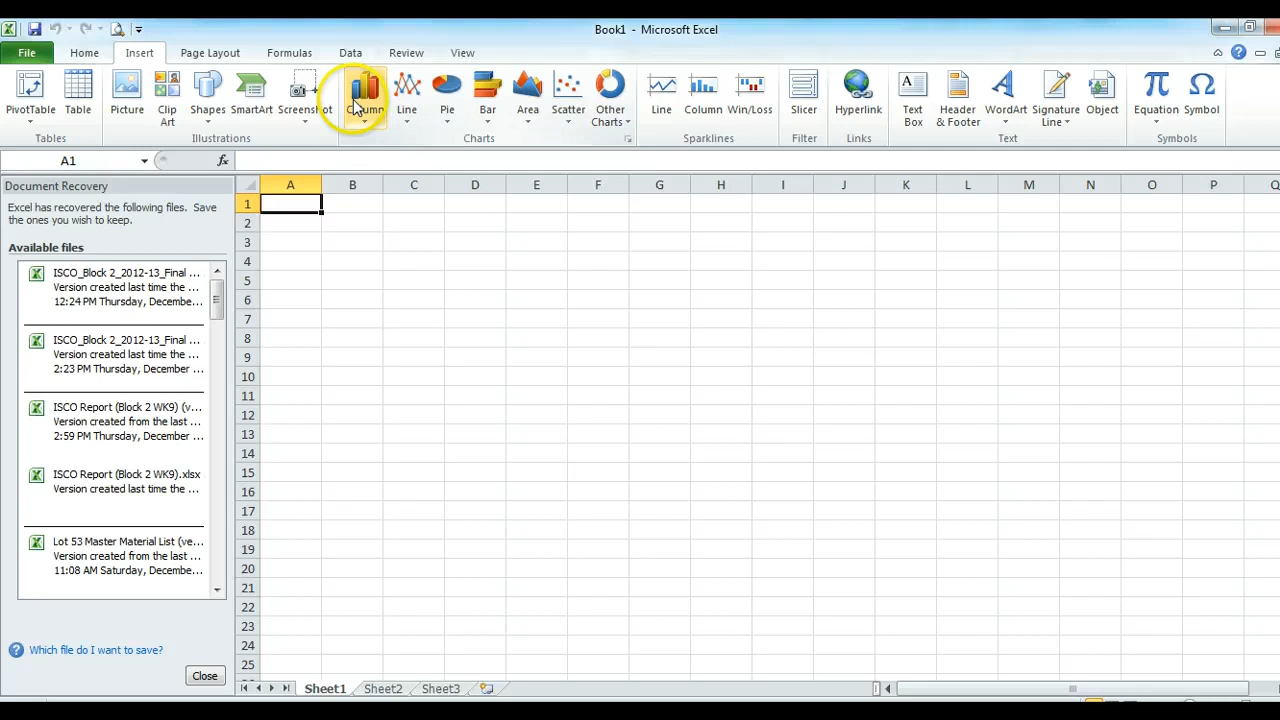 Book1 - Microsoft Excel
File Home Insert Page Layout Formulas Data Review View
PivotTable Table Picture Clip Art Shapes SmartArt Screenshot Column Line Pie Bar Area Scatter Other Charts Line Column Win/Loss Slicer Hyperlink Text Box Header & Footer WordArt Signature Line Object Equation Symbol
Tables Illustrations Charts Sparklines Filter Links Text Symbols
A1 fx
Document Recovery
Excel has recovered the following files. Save
the ones you wish to keep.
Available files
ISCO_Block 2_2012-13_Final ...
Version created last time the ...
12:24 PM Thursday, Decembe...
ISCO_Block 2_2012-13_Final ...
Version created last time the ...
2:23 PM Thursday, December ...
ISCO Report (Block 2 WK9) (v...
Version created from the last ...
2:59 PM Thursday, December ...
ISCO Report (Block 2 WK9).xlsx
Version created last time the ...
Lot 53 Master Material List (ve...
Version created from the last ...
11:08 AM Saturday, Decembe...
Which file do I want to save?
Close
A B C D E F G H I J K L M N O P Q
1
2
3
4
5
6
7
8
9
10
11
12
13
14
15
16
17
18
19
20
21
22
23
24
25
Sheet1 Sheet2 Sheet3